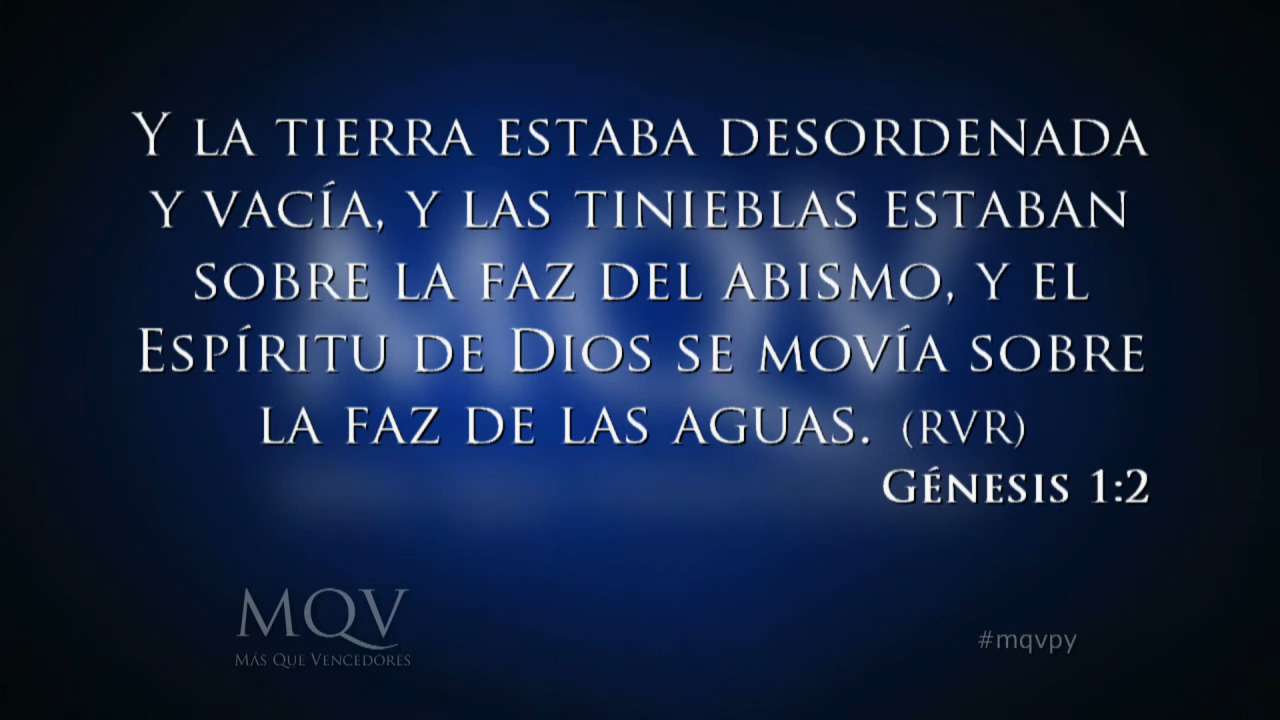 Y LA TIERRA ESTABA DESORDENADA
Y VACÍA, Y LAS TINIEBLAS ESTABAN
SOBRE LA FAZ DEL ABISMO, Y EL
ESPÍRITU DE DIOS SE MOVÍA SOBRE
LA FAZ DE LAS AGUAS. (RVR)
GÉNESIS 1:2
MQV
MÁS QUE VENCEDORES
#mqvpy